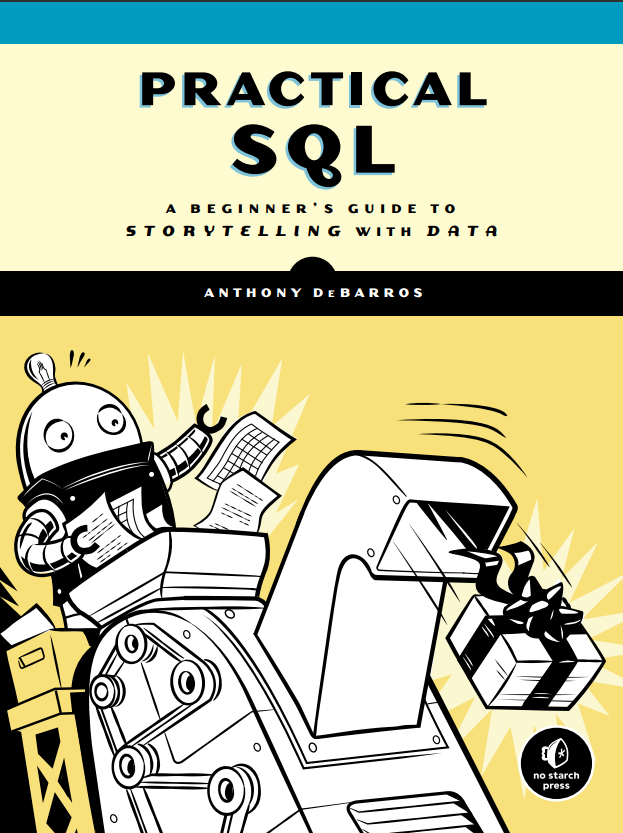 PRACTICAL
SQL
A BEGINNER'S GUIDE TO
STORYTELLING WITH DATA
ANTHONY DeBARROS
no starch
press